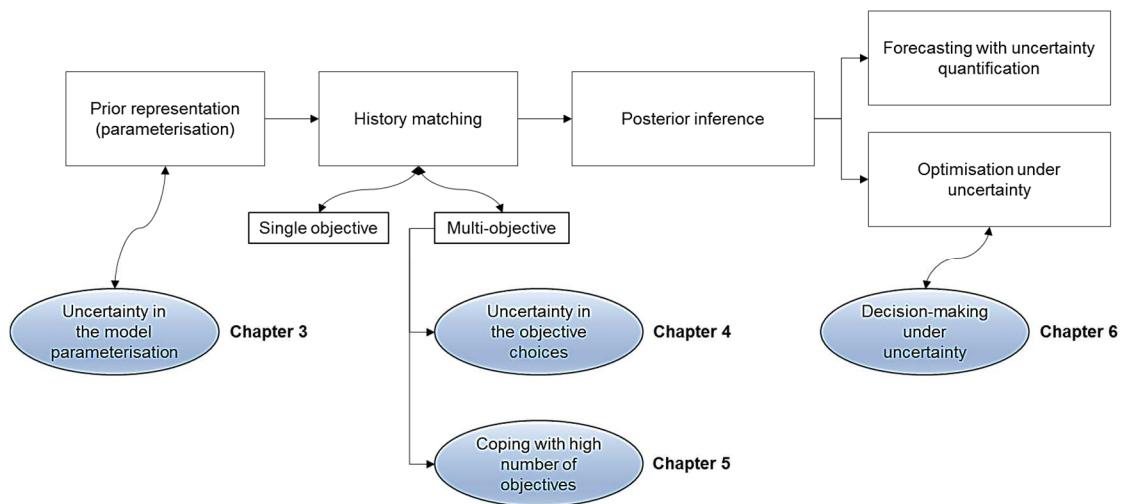 Prior representation
(parameterisation)
History matching
Posterior inference
Forecasting with uncertainty
quantification
Optimisation under
uncertainty
Single objective
Multi-objective
Uncertainty in
the model
parameterisation
Chapter 3
Uncertainty in
the objective
choices
Chapter 4
Decision-making
under
uncertainty
Chapter 6
Coping with high
number of
objectives
Chapter 5